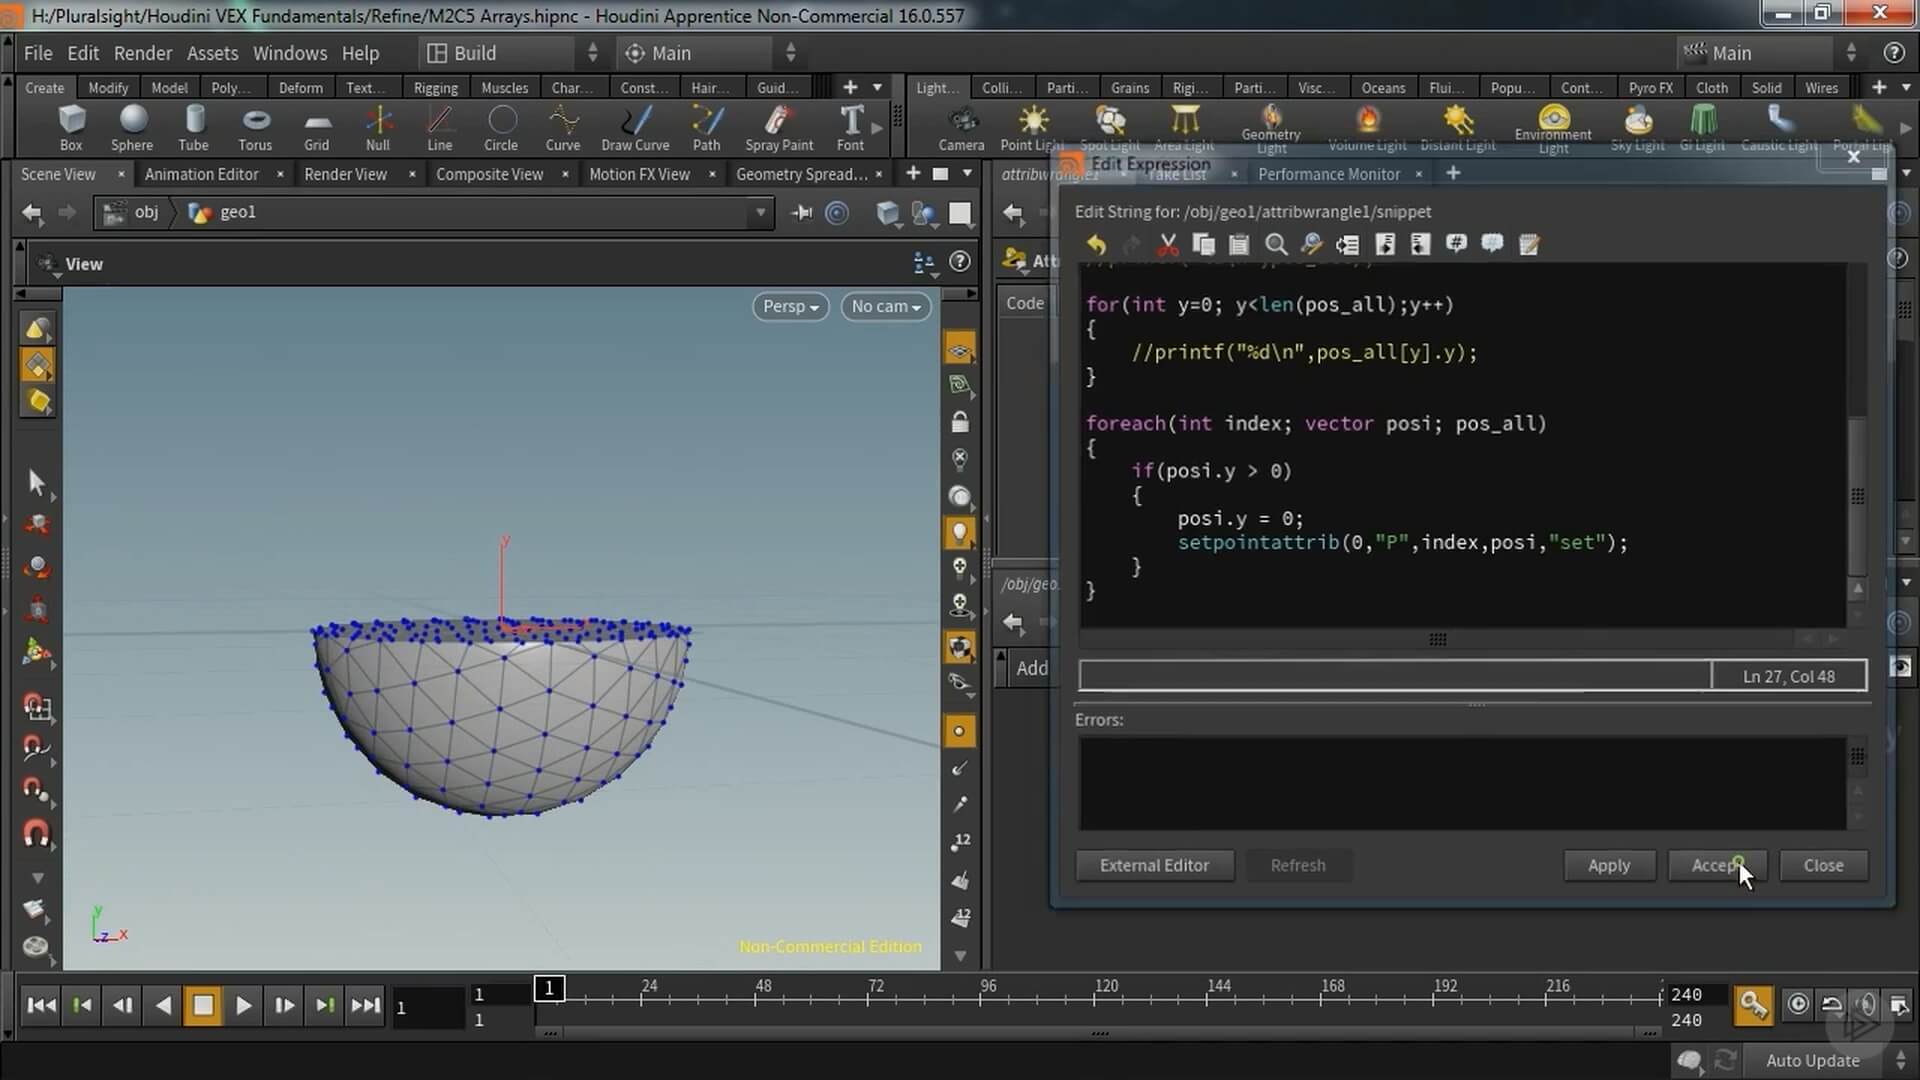 H:/Pluralsight/Houdini VEX Fundamentals/Refine/M2C5 Arrays.hipnc - Houdini Apprentice Non-Commercial 16.0.557
File Edit Render Assets Windows Help Build Main Main
Create Modify Model Poly... Deform Text... Rigging Muscles Char... Const... Hair... Guid... Light... Colli... Parti... Grains Rigi... Parti... Visc... Oceans Flui... Popu... Cont... Pyro FX Cloth Solid Wires
Box Sphere Tube Torus Grid Null Line Circle Curve Draw Curve Path Spray Paint Font Camera Point Light Spot Light Area Light Geometry Light Volume Light Distant Light Environment Light Sky Light GI Light Caustic Light Portal
Scene View Animation Editor Render View Composite View Motion FX View Geometry Spread... attribwrangle1 Take List Performance Monitor
Edit Expression
obj geo1
Edit String for: /obj/geo1/attribwrangle1/snippet
View
Att
Persp No cam
Code
for(int y=0; y<len(pos_all);y++)
{
//printf("%d\n",pos_all[y].y);
}
foreach(int index; vector posi; pos_all)
{
if(posi.y > 0)
{
posi.y = 0;
setpointattrib(0,"P",index,posi,"set");
}
}
y
/obj/geo
Add
Ln 27, Col 48
Errors:
12
12
External Editor Refresh Apply Accept Close
y
z x
Non-Commercial Edition
1 1 1 1 24 48 72 96 120 144 168 192 216 240
240
Auto Update